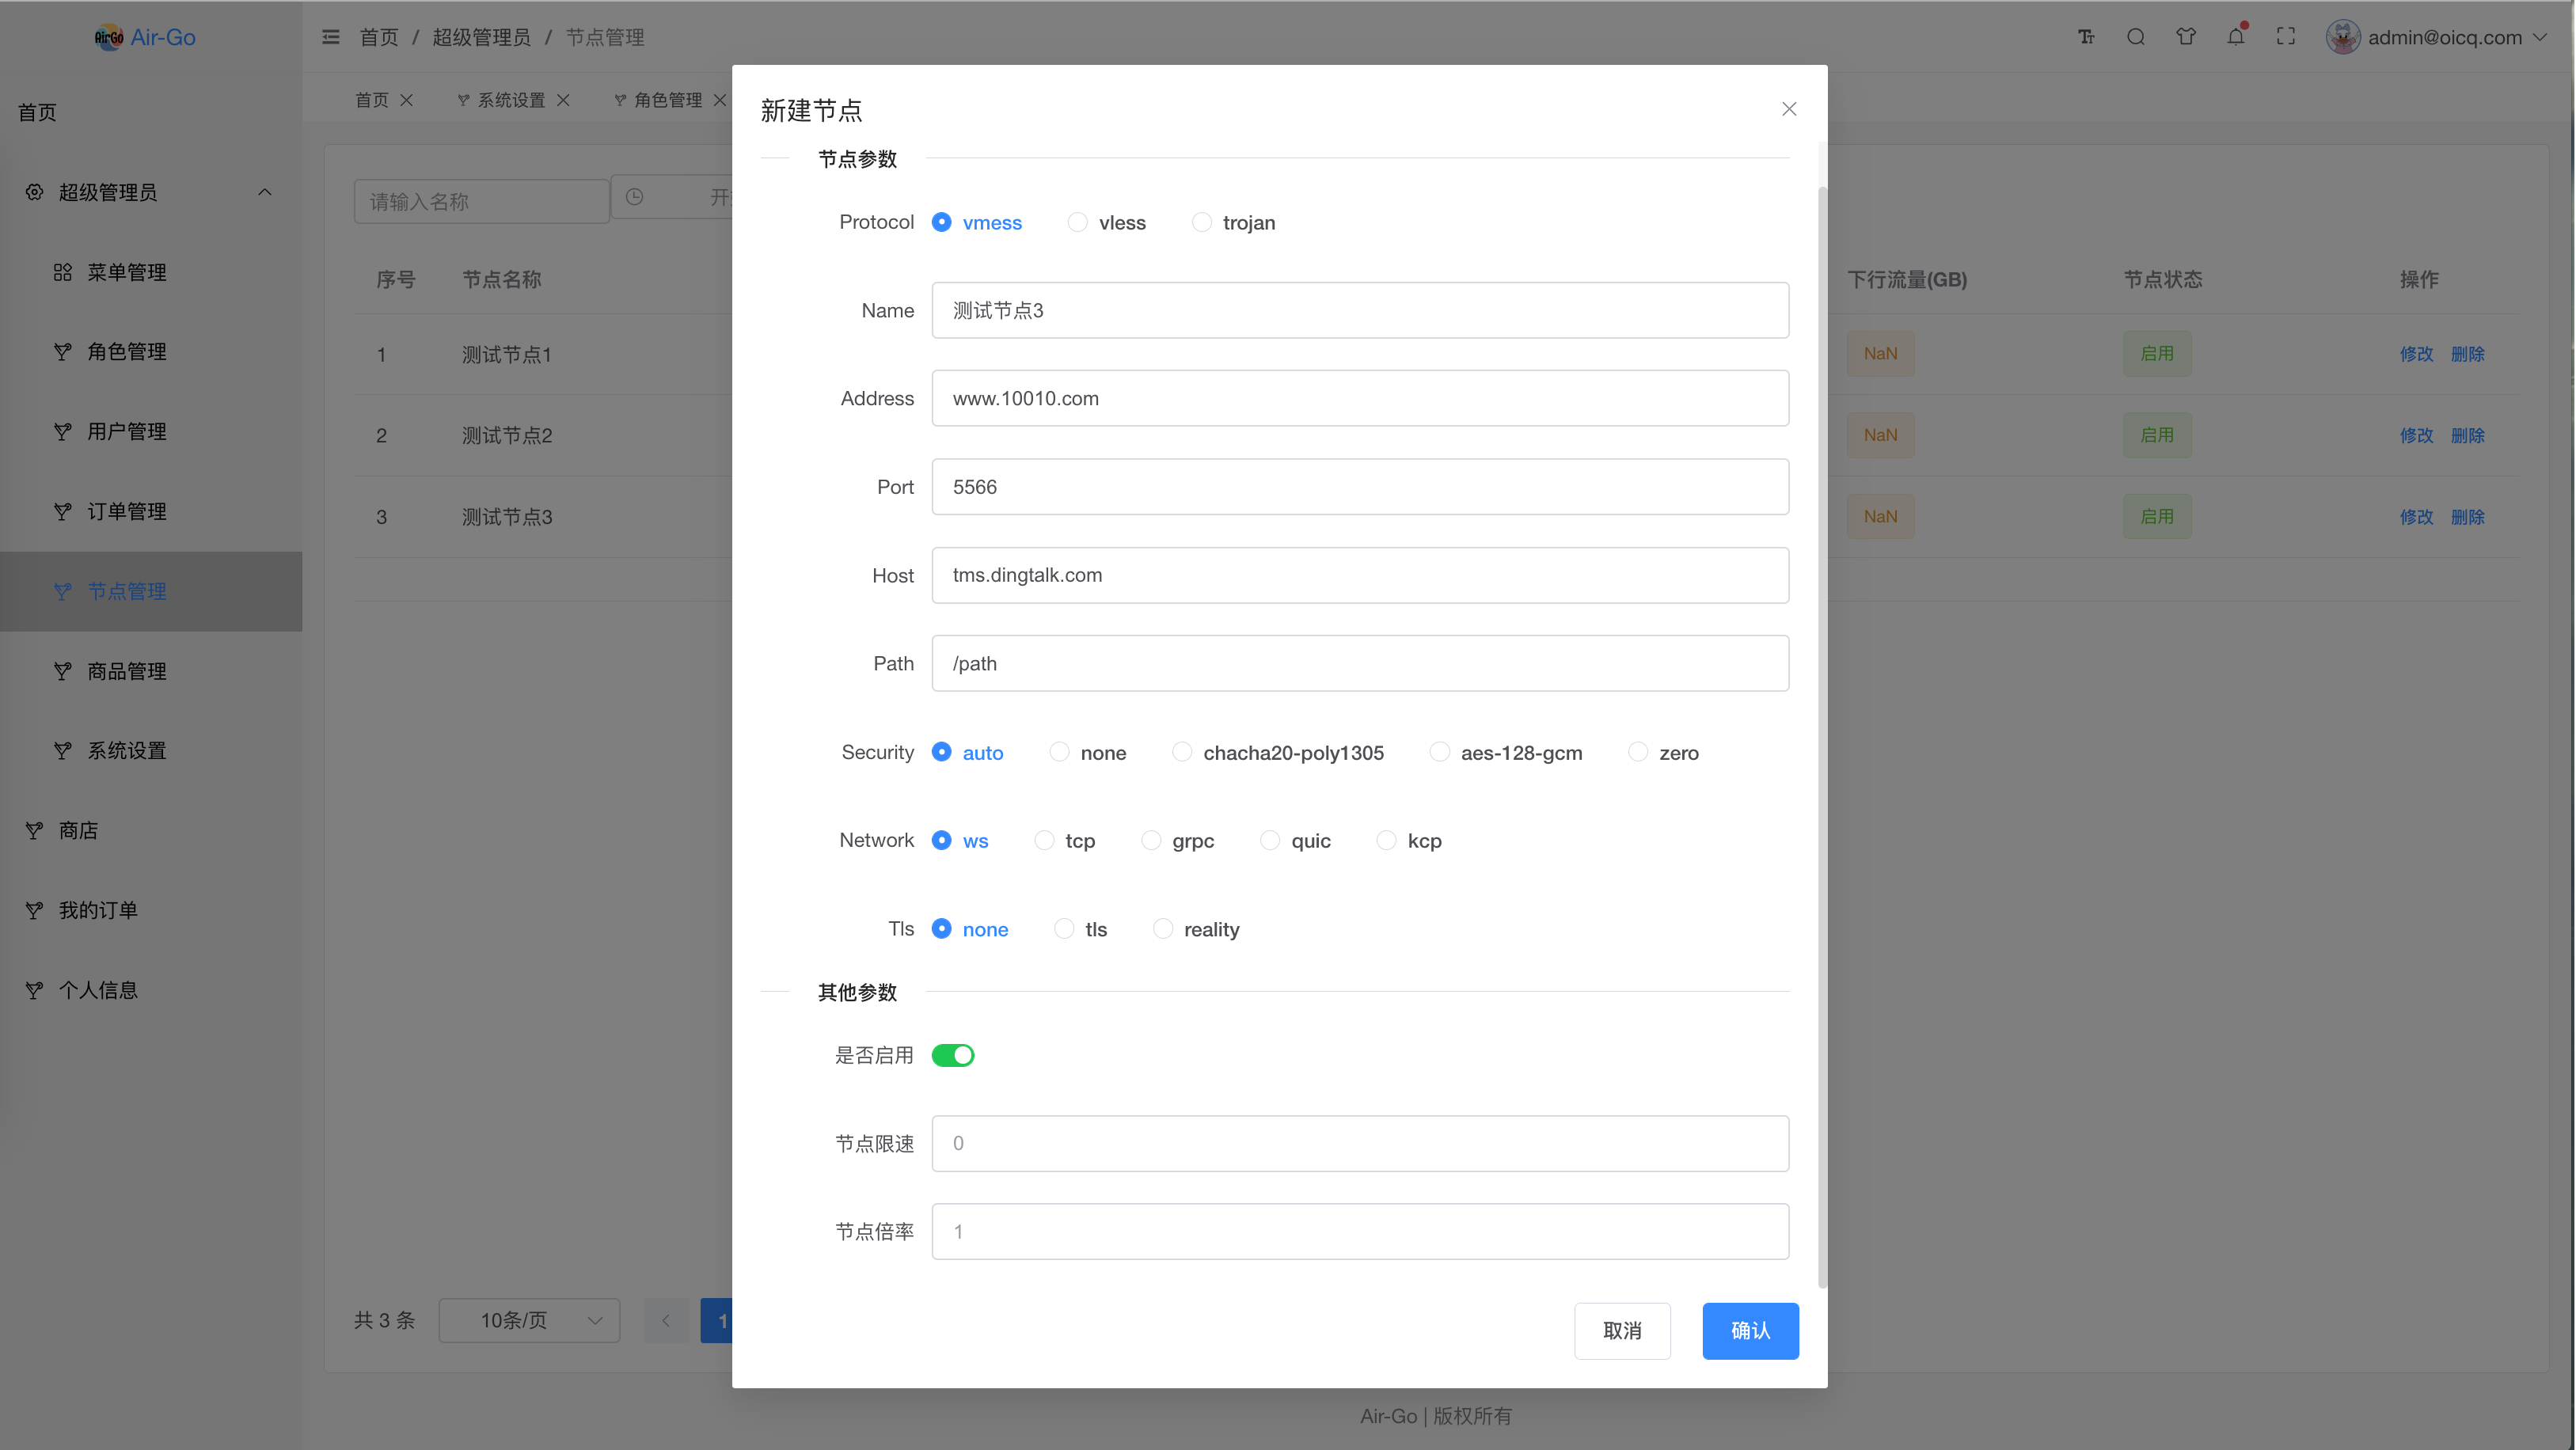 AirGo Air-Go
首页 / 超级管理员 / 节点管理
admin@oicq.com
首页
系统设置
角色管理
首页
超级管理员
菜单管理
角色管理
用户管理
订单管理
节点管理
商品管理
系统设置
商店
我的订单
个人信息
请输入名称
序号 节点名称 下行流量(GB) 节点状态 操作
1 测试节点1 NaN 启用 修改 删除
2 测试节点2 NaN 启用 修改 删除
3 测试节点3 NaN 启用 修改 删除
共 3 条 10条/页 1
新建节点
节点参数
Protocol vmess vless trojan
Name 测试节点3
Address www.10010.com
Port 5566
Host tms.dingtalk.com
Path /path
Security auto none chacha20-poly1305 aes-128-gcm zero
Network ws tcp grpc quic kcp
Tls none tls reality
其他参数
是否启用
节点限速 0
节点倍率 1
取消 确认
Air-Go | 版权所有